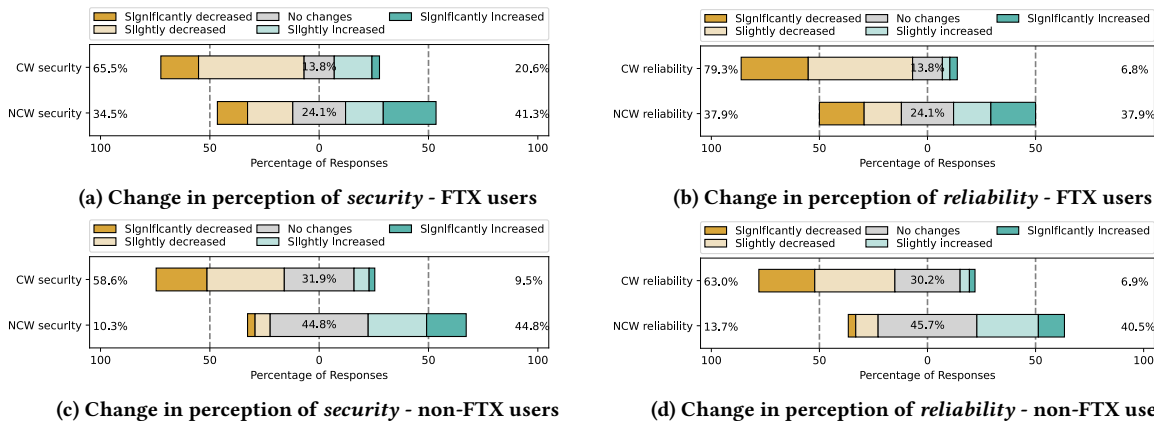 Significantly decreased
Slightly decreased
No changes
Slightly increased
Significantly increased
CW security
65.5%
13.8%
20.6%
NCW security
34.5%
24.1%
41.3%
100 50 0 50 100
Percentage of Responses
(a) Change in perception of security - FTX users
Significantly decreased
Slightly decreased
No changes
Slightly increased
Significantly increased
CW reliability
79.3%
13.8%
6.8%
NCW reliability
37.9%
24.1%
37.9%
100 50 0 50 100
Percentage of Responses
(b) Change in perception of reliability - FTX users
Significantly decreased
Slightly decreased
No changes
Slightly increased
Significantly increased
CW security
58.6%
31.9%
9.5%
NCW security
10.3%
44.8%
44.8%
100 50 0 50 100
Percentage of Responses
(c) Change in perception of security - non-FTX users
Significantly decreased
Slightly decreased
No changes
Slightly increased
Significantly increased
CW reliability
63.0%
30.2%
6.9%
NCW reliability
13.7%
45.7%
40.5%
100 50 0 50 100
Percentage of Responses
(d) Change in perception of reliability - non-FTX use